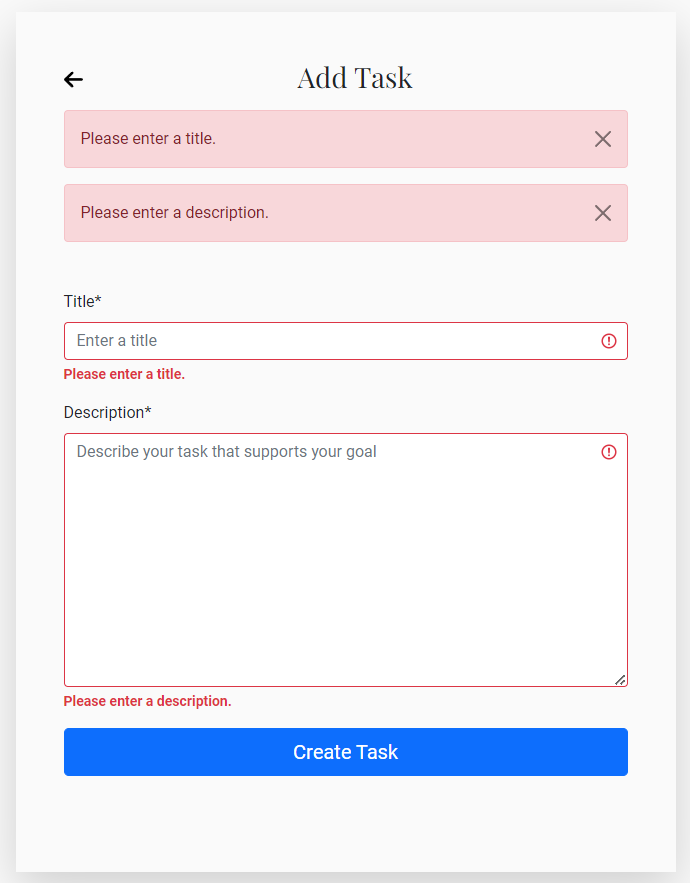 Add Task
Please enter a title.
Please enter a description.
Title*
Enter a title
Please enter a title.
Description*
Describe your task that supports your goal
Please enter a description.
Create Task